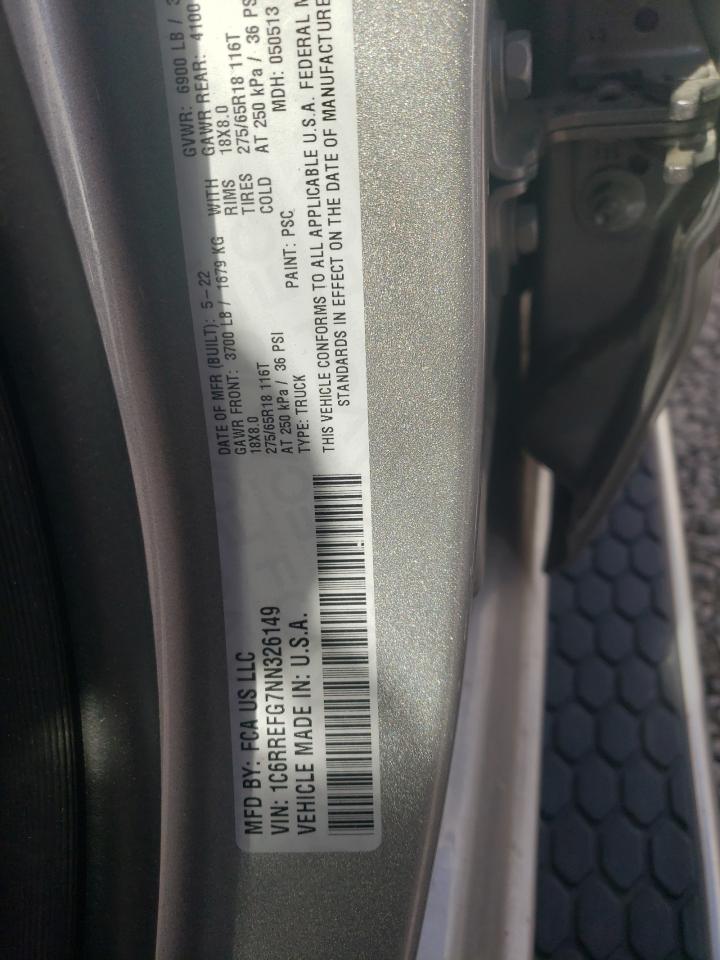 MFD BY: FCA US LLC
VIN: 1C6RREFG7NN326149
VEHICLE MADE IN: U.S.A.
DATE OF MFR (BUILT): 5-22 GVWR: 6900 LB /
GAWR FRONT: 3700 LB / 1679 KG WITH GAWR REAR: 4100
18X8.0 RIMS 18X8.0
275/65R18 116T TIRES 275/65R18 116T
AT 250 kPa / 36 PSI COLD AT 250 kPa / 36 PS
TYPE: TRUCK PAINT: PSC MDH: 050513
THIS VEHICLE CONFORMS TO ALL APPLICABLE U.S.A. FEDERAL M
STANDARDS IN EFFECT ON THE DATE OF MANUFACTURE